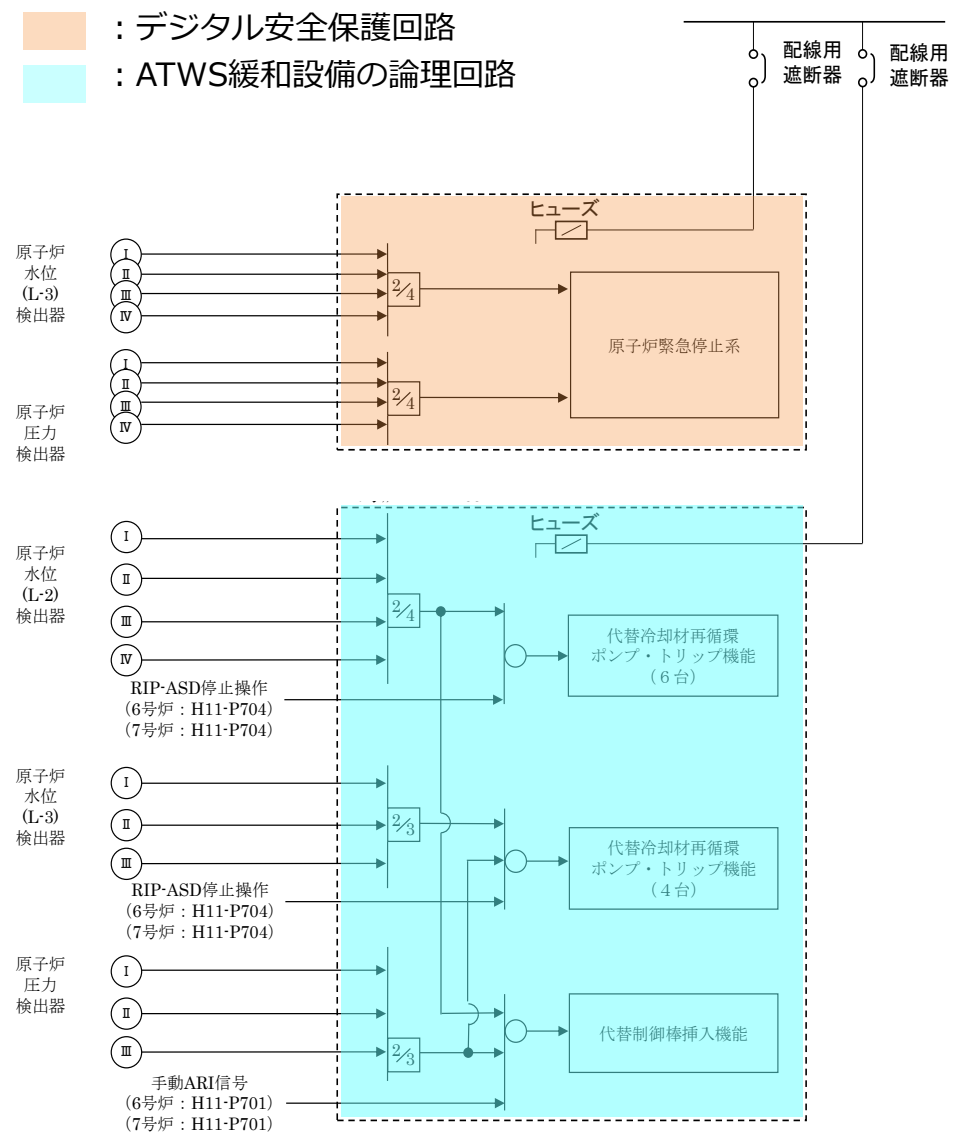 ：デジタル安全保護回路
：ATWS緩和設備の論理回路
配線用
遮断器
配線用
遮断器
ヒューズ
原子炉
水位
(L-3)
検出器
I
II
III
IV
2/4
原子炉緊急停止系
原子炉
圧力
検出器
I
II
III
IV
2/4
ヒューズ
原子炉
水位
(L-2)
検出器
I
II
III
IV
2/4
代替冷却材再循環
ポンプ・トリップ機能
（６台）
RIP-ASD停止操作
（6号炉：H11-P704）
（7号炉：H11-P704）
原子炉
水位
(L-3)
検出器
I
II
III
2/3
代替冷却材再循環
ポンプ・トリップ機能
（４台）
RIP-ASD停止操作
（6号炉：H11-P704）
（7号炉：H11-P704）
原子炉
圧力
検出器
I
II
III
2/3
代替制御棒挿入機能
手動ARI信号
（6号炉：H11-P701）
（7号炉：H11-P701）